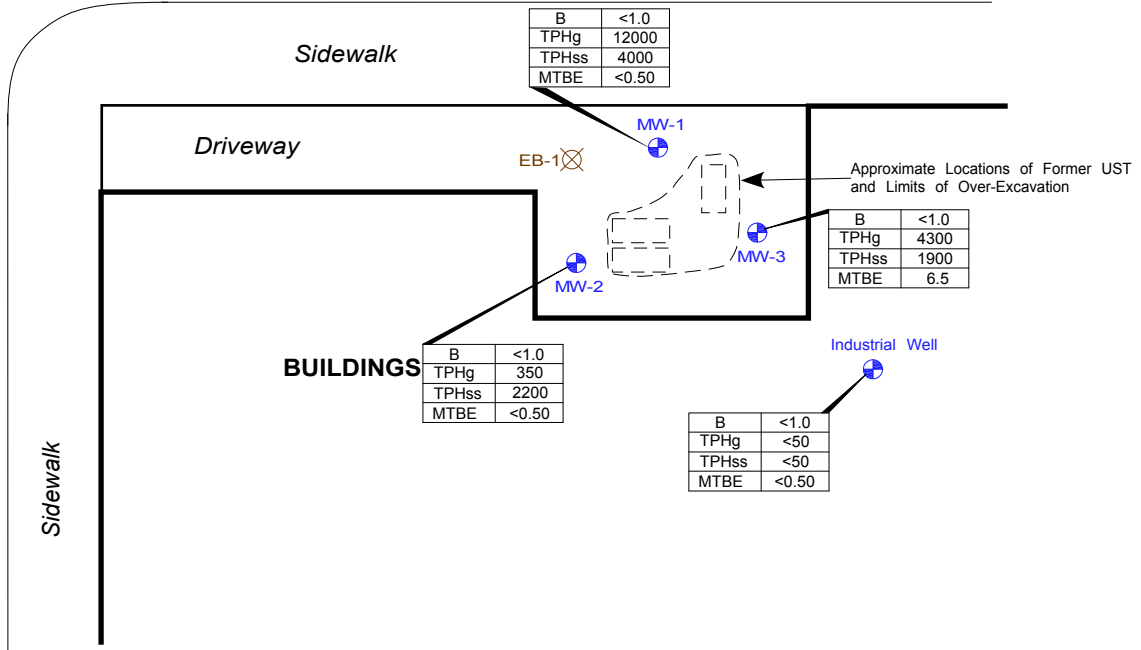 B <1.0
TPHg 12000
TPHss 4000
MTBE <0.50
Sidewalk
MW-1
Driveway
EB-1
Approximate Locations of Former UST
and Limits of Over-Excavation
B <1.0
TPHg 4300
TPHss 1900
MTBE 6.5
MW-3
MW-2
BUILDINGS
B <1.0
TPHg 350
TPHss 2200
MTBE <0.50
Industrial Well
B <1.0
TPHg <50
TPHss <50
MTBE <0.50
Sidewalk